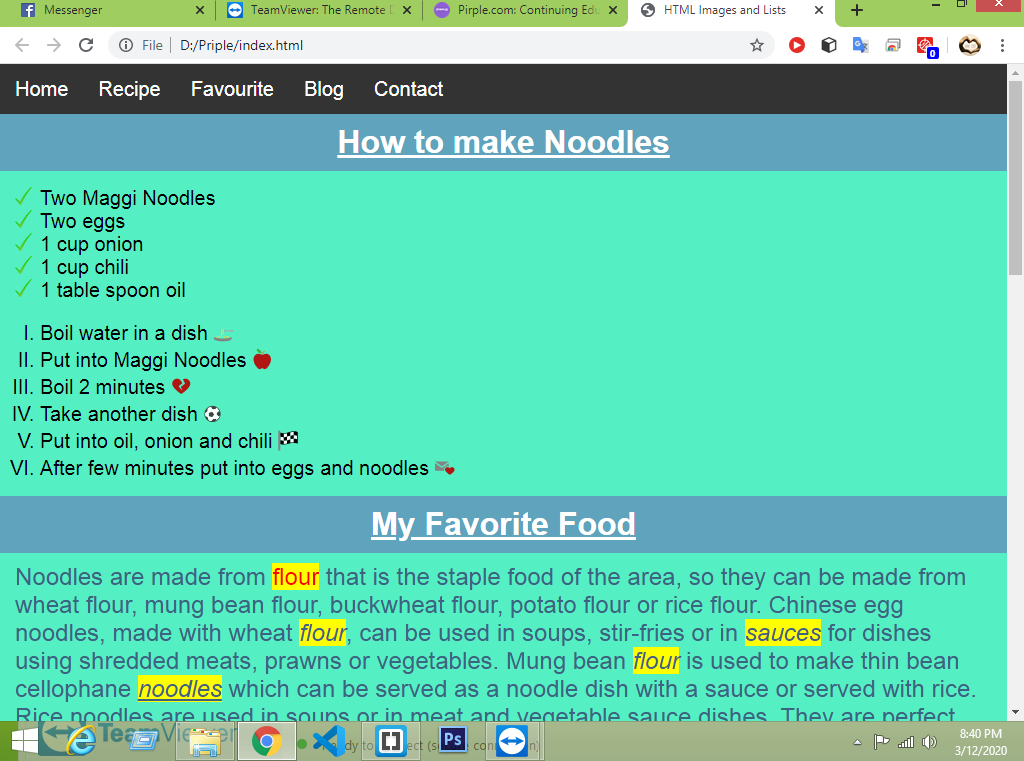 Messenger
TeamViewer: The Remote D
Pirple.com: Continuing Edu
HTML Images and Lists
File
D:/Priple/index.html
0
Home Recipe Favourite Blog Contact
How to make Noodles
Two Maggi Noodles
Two eggs
1 cup onion
1 cup chili
1 table spoon oil
I. Boil water in a dish
II. Put into Maggi Noodles
III. Boil 2 minutes
IV. Take another dish
V. Put into oil, onion and chili
VI. After few minutes put into eggs and noodles
My Favorite Food
Noodles are made from flour that is the staple food of the area, so they can be made from
wheat flour, mung bean flour, buckwheat flour, potato flour or rice flour. Chinese egg
noodles, made with wheat flour, can be used in soups, stir-fries or in sauces for dishes
using shredded meats, prawns or vegetables. Mung bean flour is used to make thin bean
cellophane noodles which can be served as a noodle dish with a sauce or served with rice.
Rice noodles are used in soups or in meat and vegetable sauce dishes. They are perfect
Ps
8:40 PM
3/12/2020